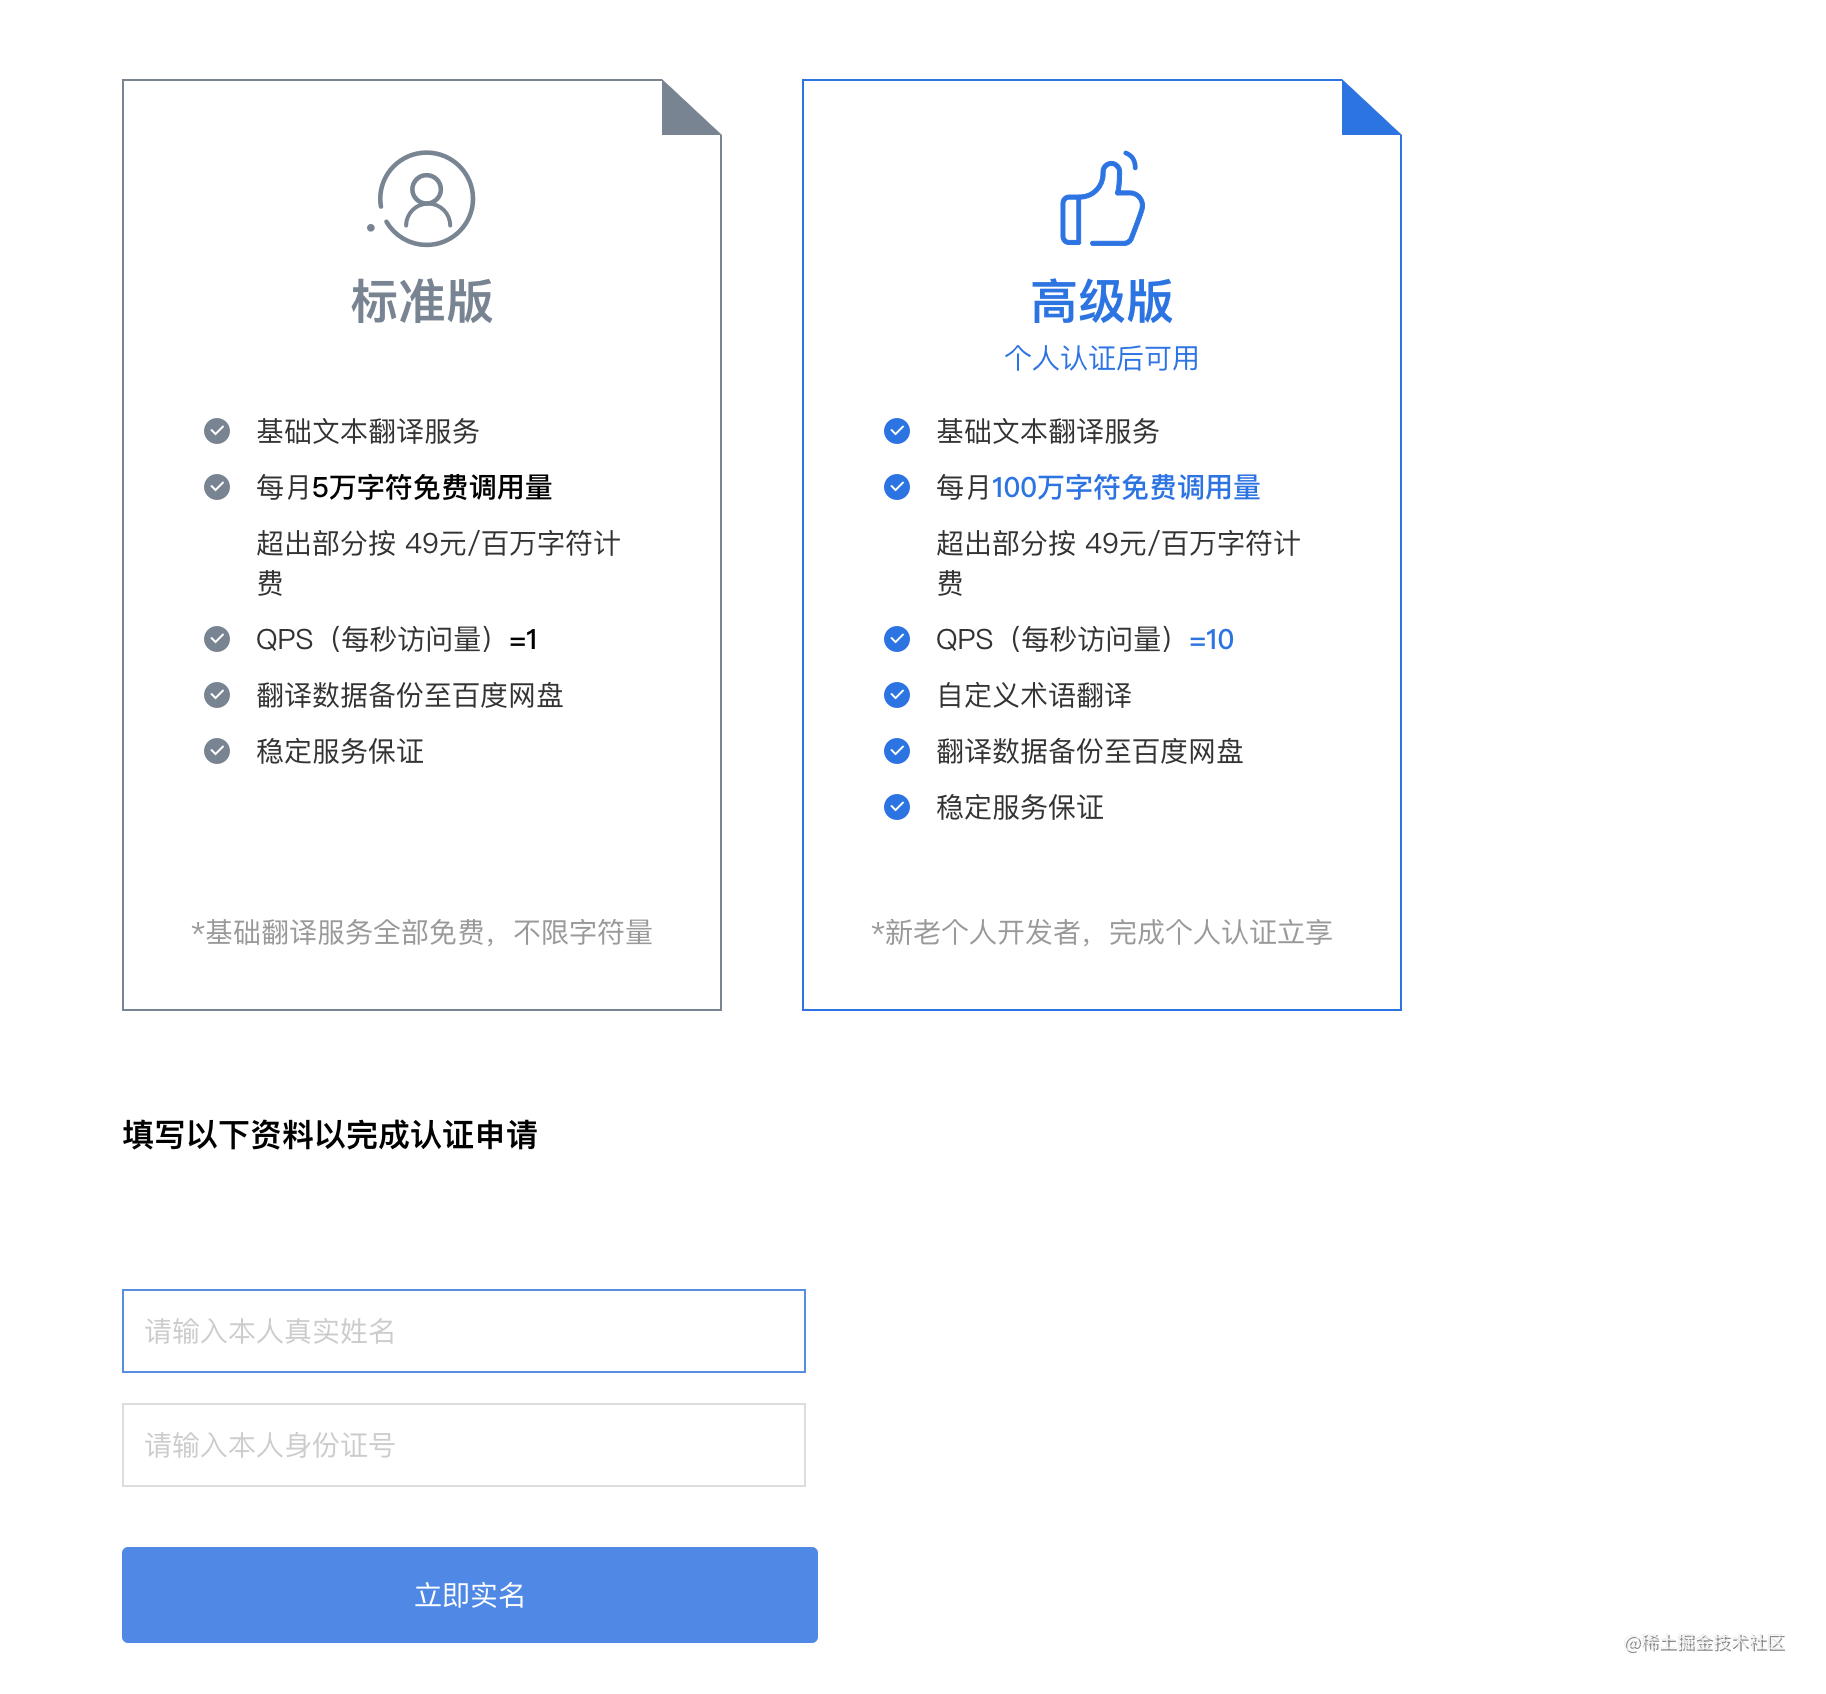 标准版
基础文本翻译服务
每月5万字符免费调用量
超出部分按 49元/百万字符计
费
QPS（每秒访问量）=1
翻译数据备份至百度网盘
稳定服务保证
*基础翻译服务全部免费，不限字符量
高级版
个人认证后可用
基础文本翻译服务
每月100万字符免费调用量
超出部分按 49元/百万字符计
费
QPS（每秒访问量）=10
自定义术语翻译
翻译数据备份至百度网盘
稳定服务保证
*新老个人开发者，完成个人认证立享
填写以下资料以完成认证申请
请输入本人真实姓名
请输入本人身份证号
立即实名
@稀土掘金技术社区